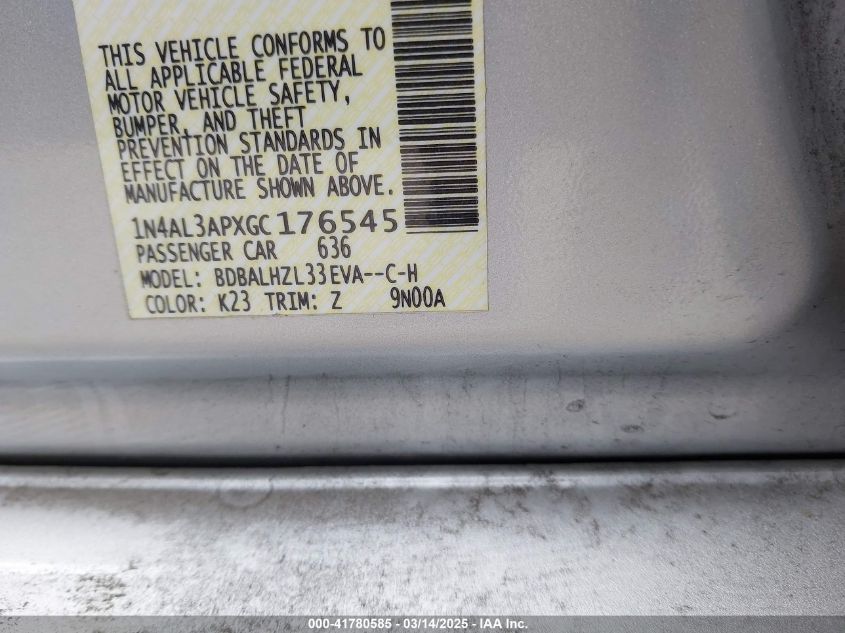 THIS VEHICLE CONFORMS TO
ALL APPLICABLE FEDERAL
MOTOR VEHICLE SAFETY,
BUMPER, AND THEFT
PREVENTION STANDARDS IN
EFFECT ON THE DATE OF
MANUFACTURE SHOWN ABOVE.
1N4AL3APXGC176545
PASSENGER CAR 636
MODEL: BDBALHZL33EVA--C-H
COLOR: K23 TRIM: Z 9N00A
000-41780585 - 03/14/2025 - IAA Inc.